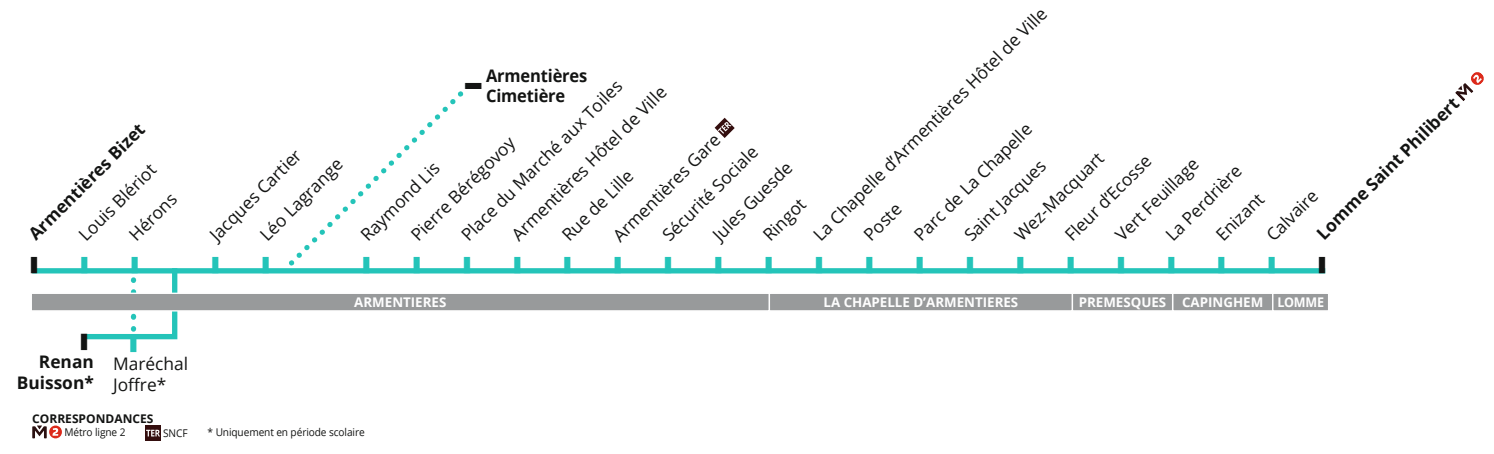 Armentières Bizet
Louis Blériot
Hérons
Jacques Cartier
Léo Lagrange
Armentières
Cimetière
Raymond Lis
Pierre Bérégovoy
Place du Marché aux Toiles
Armentières Hôtel de Ville
Rue de Lille
Armentières Gare TER
Sécurité Sociale
Jules Guesde
Ringot
La Chapelle d'Armentières Hôtel de Ville
Poste
Parc de La Chapelle
Saint Jacques
Wez-Macquart
Fleur d'Ecosse
Vert Feuillage
La Perdrière
Enizant
Calvaire
Lomme Saint Philibert M 2
ARMENTIERES
LA CHAPELLE D'ARMENTIERES
PREMESQUES
CAPINGHEM
LOMME
Renan
Buisson*
Maréchal
Joffre*
CORRESPONDANCES
M 2 Métro ligne 2
TER SNCF
* Uniquement en période scolaire